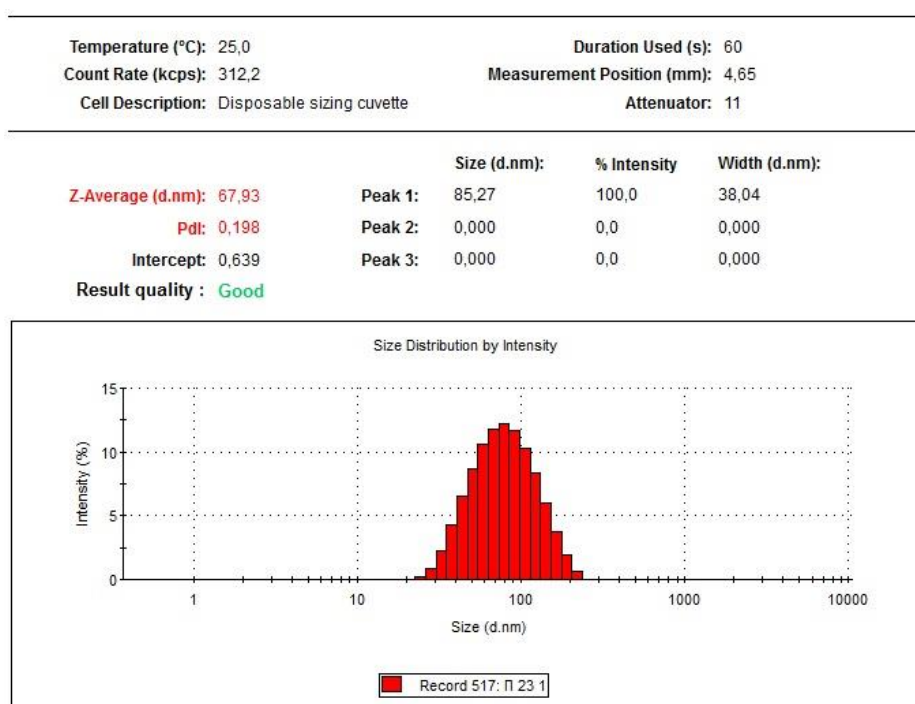 Temperature (°C): 25,0 Duration Used (s): 60
Count Rate (kcps): 312,2 Measurement Position (mm): 4,65
Cell Description: Disposable sizing cuvette Attenuator: 11
Size (d.nm): % Intensity Width (d.nm):
Z-Average (d.nm): 67,93 Peak 1: 85,27 100,0 38,04
PdI: 0,198 Peak 2: 0,000 0,0 0,000
Intercept: 0,639 Peak 3: 0,000 0,0 0,000
Result quality : Good
Size Distribution by Intensity
15
10
5
0
Intensity (%)
1 10 100 1000 10000
Size (d.nm)
Record 517: П 23 1